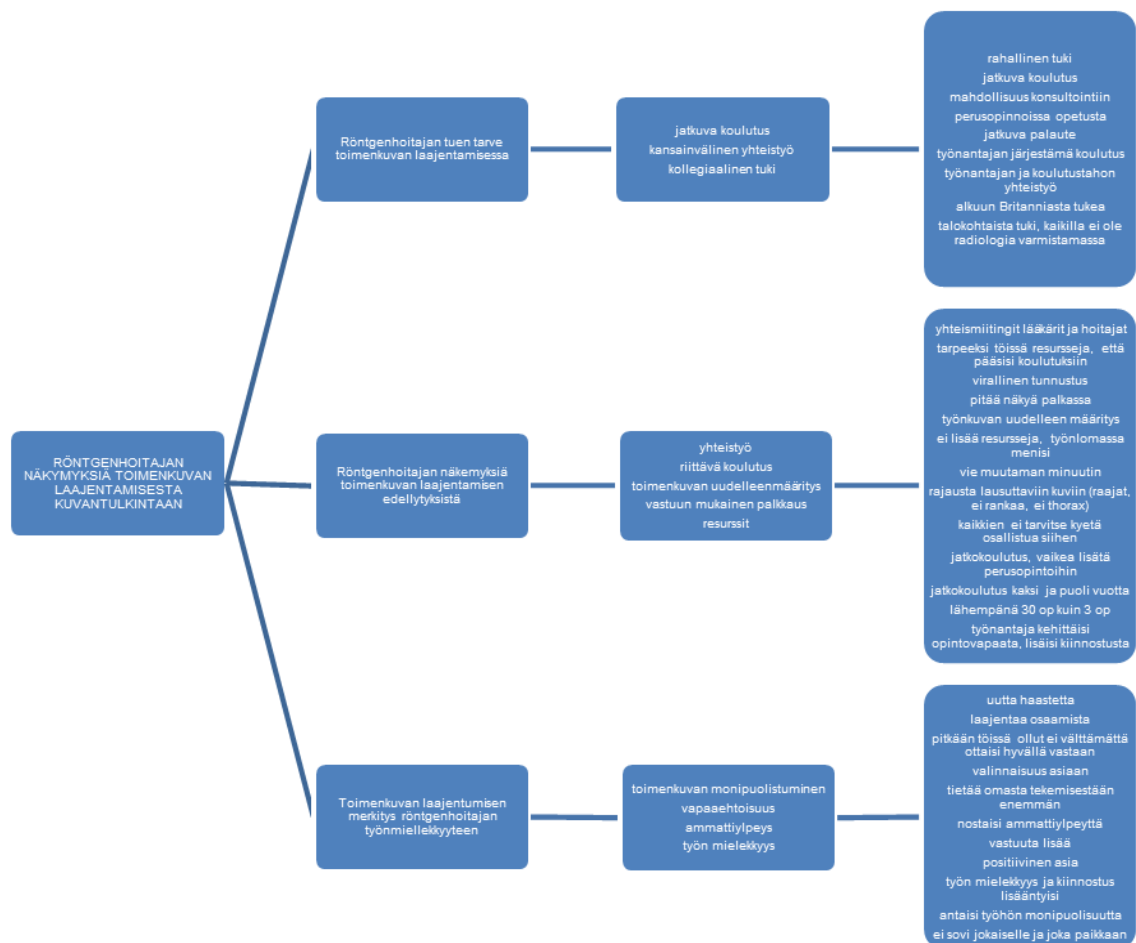 RÖNTGENHOITAJAN
NÄKYMYKSIÄ TOIMENKUVAN
LAAJENTAMISESTA
KUVANTULKINTAAN
Röntgenhoitajan tuen tarve
toimenkuvan laajentamisessa
jatkuva koulutus
kansainvälinen yhteistyö
kollegiaalinen tuki
rahallinen tuki
jatkuva koulutus
mahdollisuus konsultointiin
perusopinnoissa opetusta
jatkuva palaute
työnantajan järjestämä koulutus
työnantajan ja koulutustahon
yhteistyö
alkuun Britanniasta tukea
talokohtaista tuki, kaikilla ei ole
radiologia varmistamassa
Röntgenhoitajan näkemyksiä
toimenkuvan laajentamisen
edellytyksistä
yhteistyö
riittävä koulutus
toimenkuvan uudelleenmääritys
vastuun mukainen palkkaus
resurssit
yhteismiitingit lääkärit ja hoitajat
tarpeeksi töissä resursseja, että
pääsisi koulutuksiin
virallinen tunnustus
pitää näkyä palkassa
työnkuvan uudelleen määritys
ei lisää resursseja, työnlomassa
menisi
vie muutaman minuutin
rajausta lausuttaviin kuviin (raajat,
ei rankaa, ei thorax)
kaikkien ei tarvitse kyetä
osallistua siihen
jatkokoulutus, vaikea lisätä
perusopintoihin
jatkokoulutus kaksi ja puoli vuotta
lähempänä 30 op kuin 3 op
työnantaja kehittäisi
opintovapaata, lisäisi kiinnostusta
Toimenkuvan laajentumisen
merkitys röntgenhoitajan
työnmiellekkyyteen
toimenkuvan monipuolistuminen
vapaaehtoisuus
ammattiylpeys
työn mielekkyys
uutta haastetta
laajentaa osaamista
pitkään töissä ollut ei välttämättä
ottaisi hyvällä vastaan
valinnaisuus asiaan
tietää omasta tekemisestään
enemmän
nostaisi ammattiylpeyttä
vastuuta lisää
positiivinen asia
työn mielekkyys ja kiinnostus
lisääntyisi
antaisi työhön monipuolisuutta
ei sovi jokaiselle ja joka paikkaan